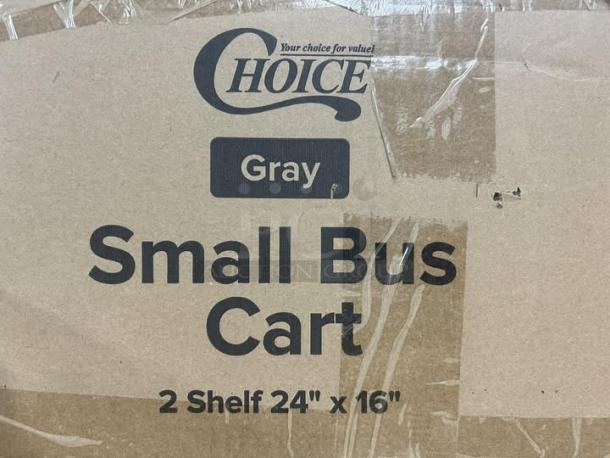 Your choice for value!
CHOICE
Gray
Small Bus
Cart
2 Shelf 24" x 16"